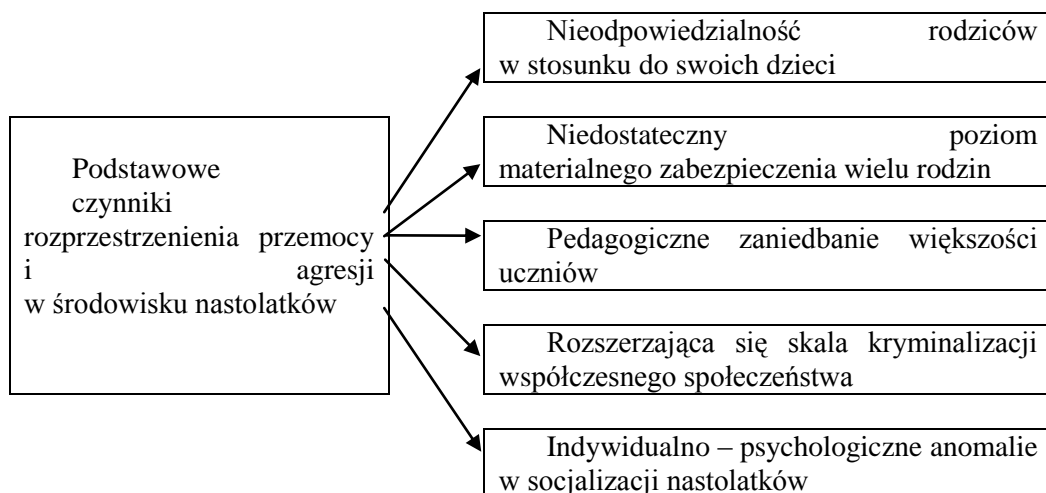 Podstawowe
czynniki
rozprzestrzenienia przemocy
i agresji
w środowisku nastolatków
Nieodpowiedzialność rodziców
w stosunku do swoich dzieci
Niedostateczny poziom
materialnego zabezpieczenia wielu rodzin
Pedagogiczne zaniedbanie większości
uczniów
Rozszerzająca się skala kryminalizacji
współczesnego społeczeństwa
Indywidualno – psychologiczne anomalie
w socjalizacji nastolatków